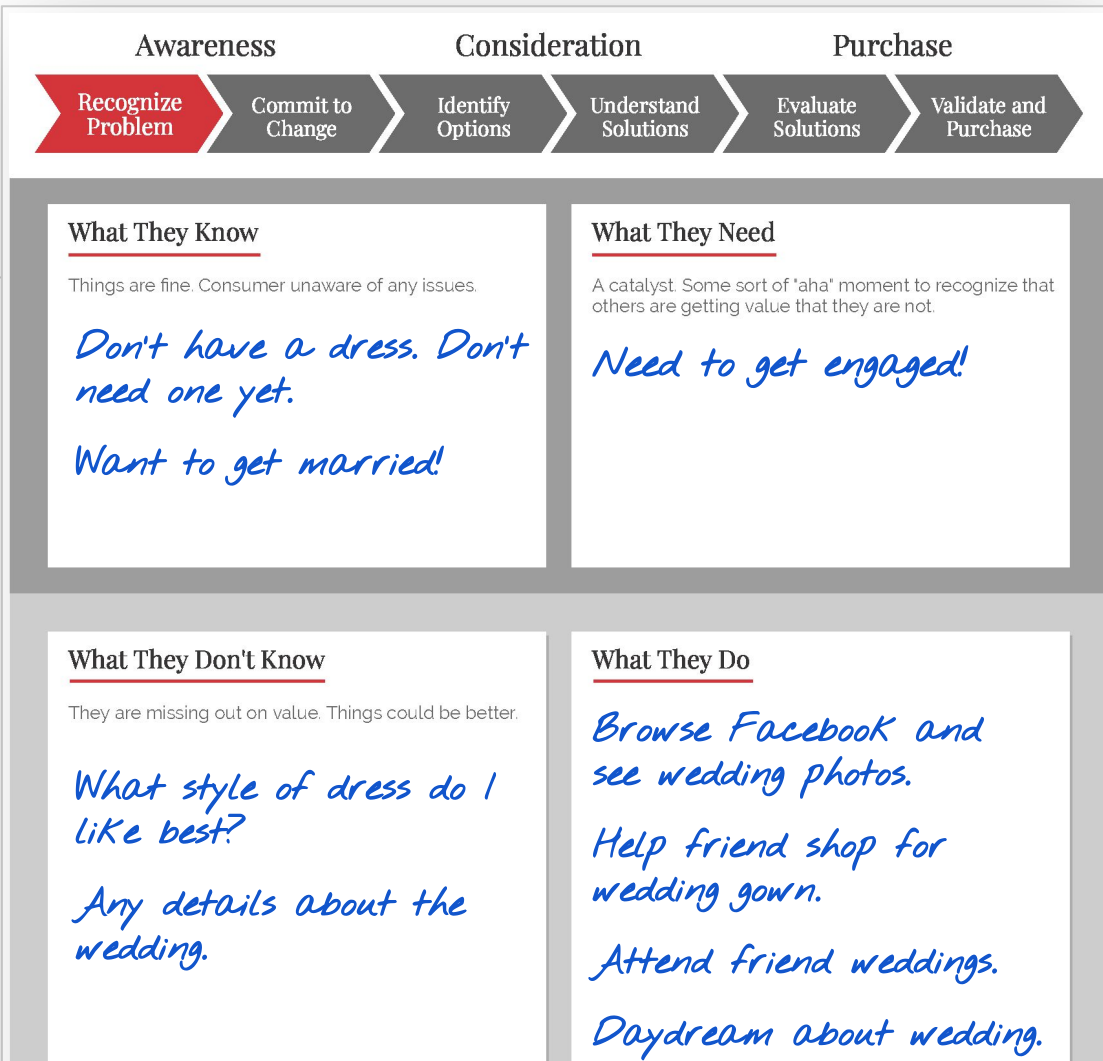 Awareness
Consideration
Purchase
Recognize
Problem
Commit to
Change
Identify
Options
Understand
Solutions
Evaluate
Solutions
Validate and
Purchase
What They Know
Things are fine. Consumer unaware of any issues.
Don't have a dress. Don't
need one yet.
Want to get married!
What They Need
A catalyst. Some sort of "aha" moment to recognize that
others are getting value that they are not.
Need to get engaged!
What They Don't Know
They are missing out on value. Things could be better.
What style of dress do I
like best?
Any details about the
wedding.
What They Do
Browse Facebook and
see wedding photos.
Help friend shop for
wedding gown.
Attend friend weddings.
Daydream about wedding.